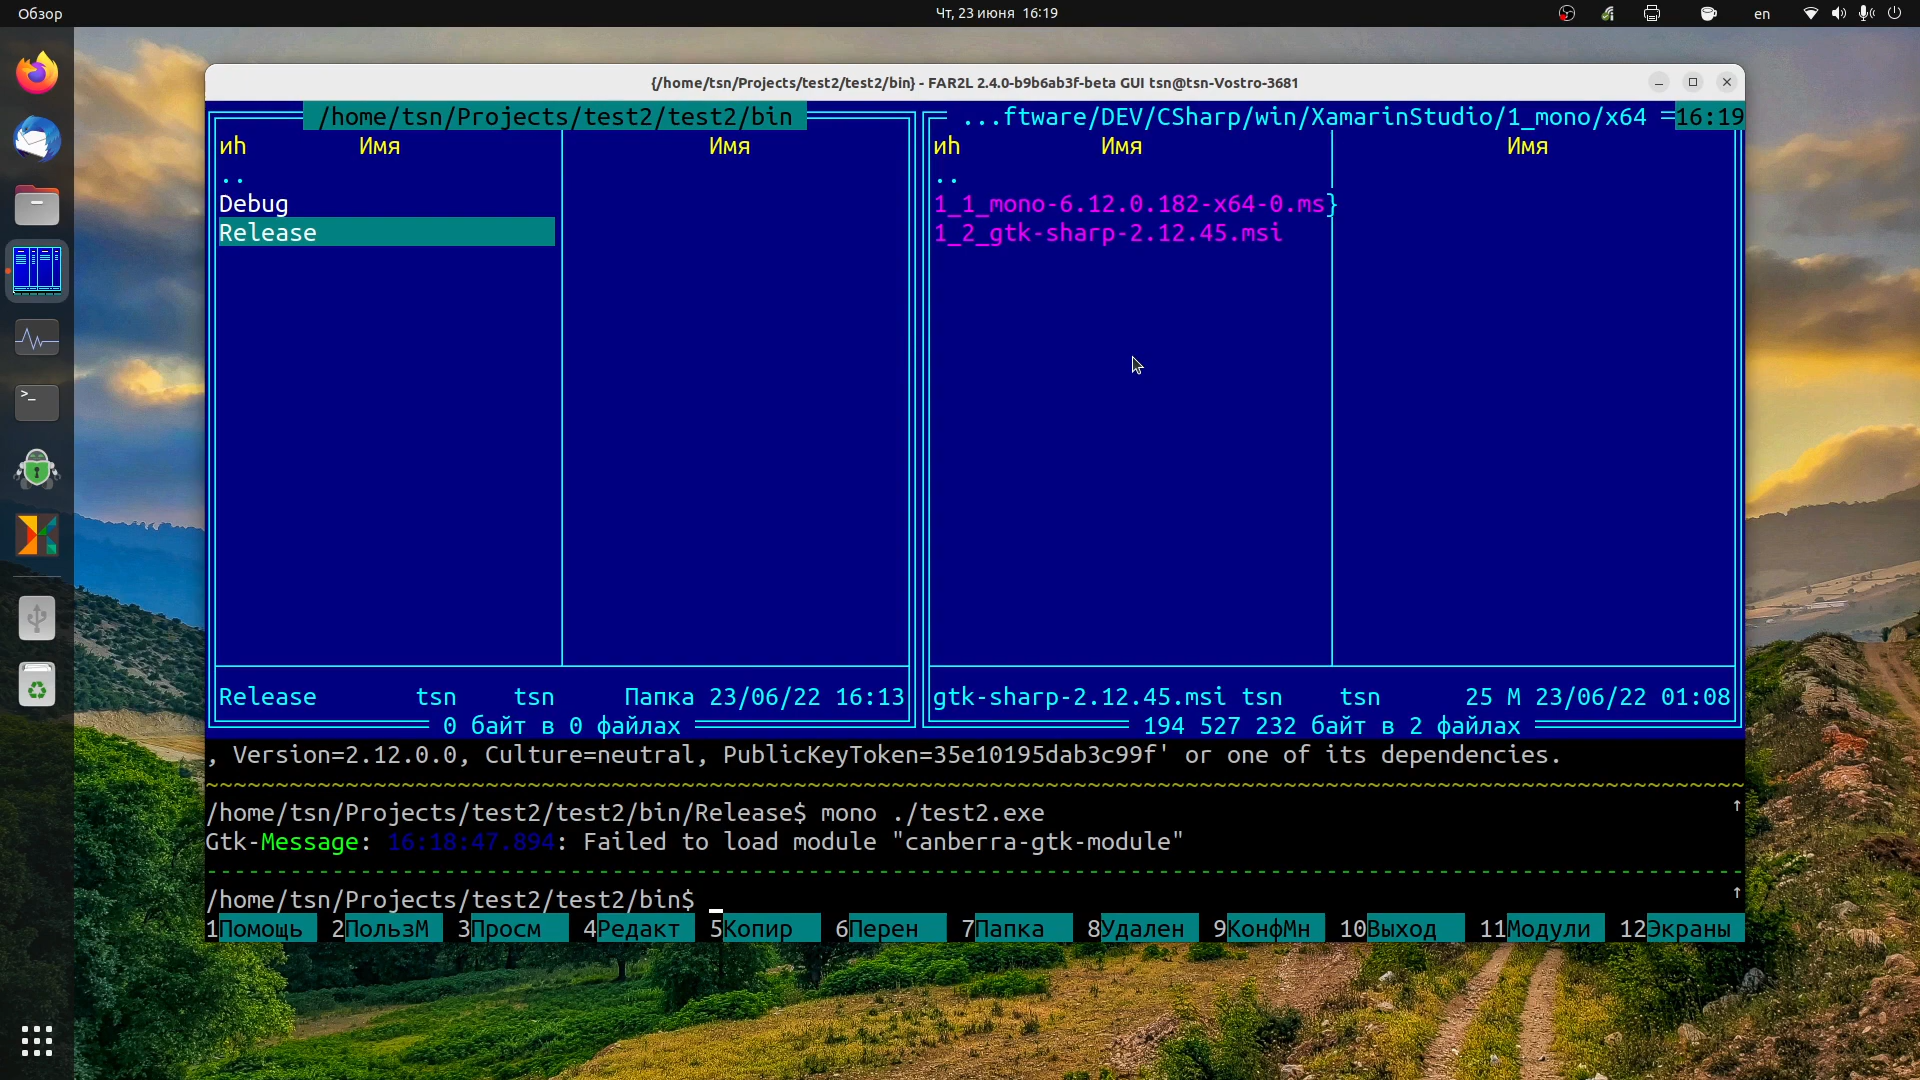 Обзор
Чт, 23 июня 16:19
en
{/home/tsn/Projects/test2/test2/bin} - FAR2L 2.4.0-b9b6ab3f-beta GUI tsn@tsn-Vostro-3681
/home/tsn/Projects/test2/test2/bin
иh Имя Имя
..
Debug
Release
Release tsn tsn Папка 23/06/22 16:13
0 байт в 0 файлах
...ftware/DEV/CSharp/win/XamarinStudio/1_mono/x64 16:19
иh Имя Имя
..
1_1_mono-6.12.0.182-x64-0.ms}
1_2_gtk-sharp-2.12.45.msi
gtk-sharp-2.12.45.msi tsn tsn 25 M 23/06/22 01:08
194 527 232 байт в 2 файлах
, Version=2.12.0.0, Culture=neutral, PublicKeyToken=35e10195dab3c99f' or one of its dependencies.
~~~~~~~~~~~~~~~~~~~~~~~~~~~~~~~~~~~~~~~~~~~~~~~~~~~~~~~~~~~~~~~~~~~~~~~~~~~~~~~~~~~~~~~~~~~~~~~~~~~~~~~~~~~~~~
/home/tsn/Projects/test2/test2/bin/Release$ mono ./test2.exe ↑
Gtk-Message: 16:18:47.894: Failed to load module "canberra-gtk-module"
--------------------------------------------------------------------------------------------------------------
/home/tsn/Projects/test2/test2/bin$ ↑
1Помощь 2ПользМ 3Просм 4Редакт 5Копир 6Перен 7Папка 8Удален 9КонфМн 10Выход 11Модули 12Экраны